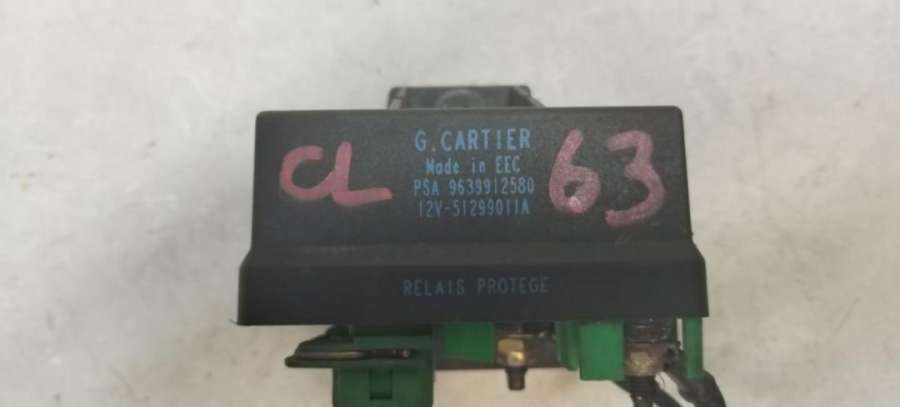 G.CARTIER
Made in EEC
PSA 9639912580
12V-51299011A
CL 63
RELAIS PROTEGE